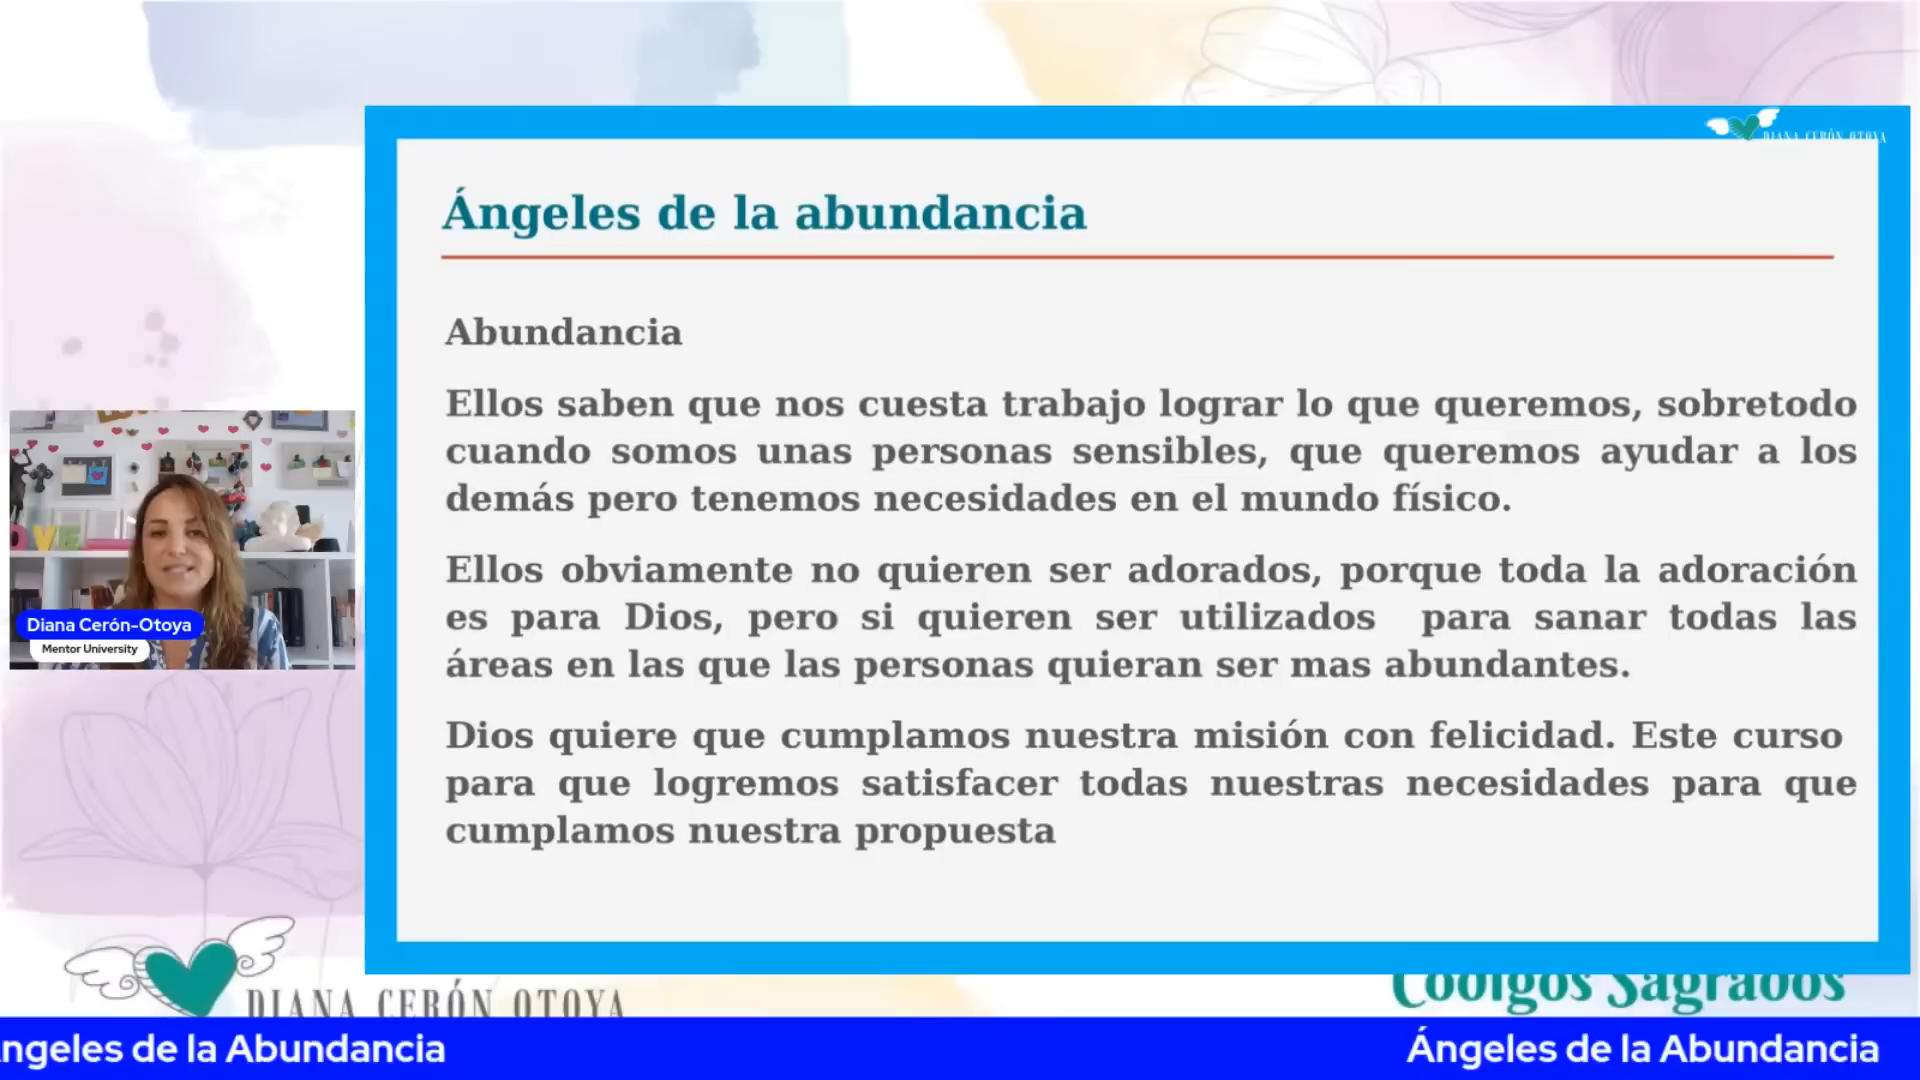 DIANA CERÓN OTOYA
Ángeles de la abundancia
Abundancia
Ellos saben que nos cuesta trabajo lograr lo que queremos, sobretodo
cuando somos unas personas sensibles, que queremos ayudar a los
demás pero tenemos necesidades en el mundo físico.
Ellos obviamente no quieren ser adorados, porque toda la adoración
es para Dios, pero si quieren ser utilizados para sanar todas las
áreas en las que las personas quieran ser mas abundantes.
Dios quiere que cumplamos nuestra misión con felicidad. Este curso
para que logremos satisfacer todas nuestras necesidades para que
cumplamos nuestra propuesta
Diana Cerón-Otoya
Mentor University
DIANA CERÓN OTOYA
Códigos Sagrados
ngeles de la Abundancia
Ángeles de la Abundancia